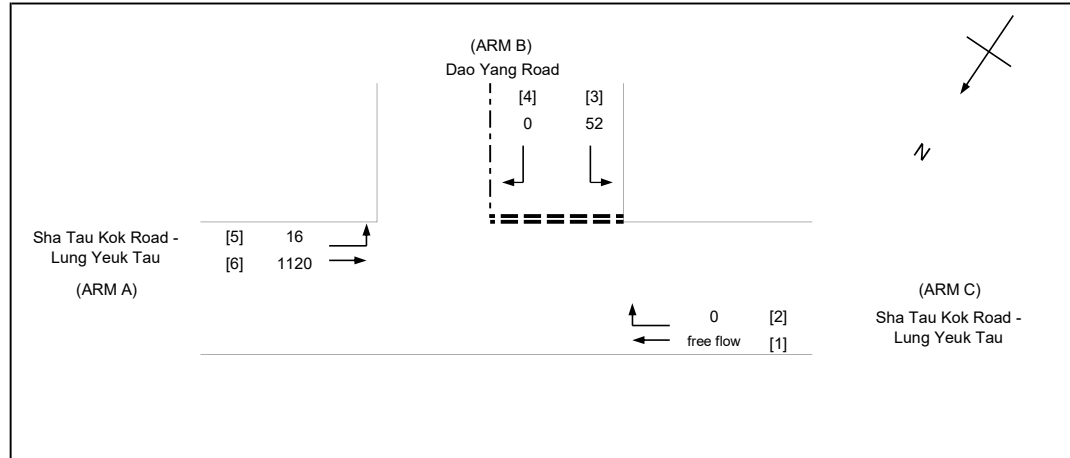 (ARM B)
Dao Yang Road
[4] [3]
0 52
N
Sha Tau Kok Road -
Lung Yeuk Tau
(ARM A)
[5] 16
[6] 1120
(ARM C)
Sha Tau Kok Road -
Lung Yeuk Tau
0 [2]
free flow [1]